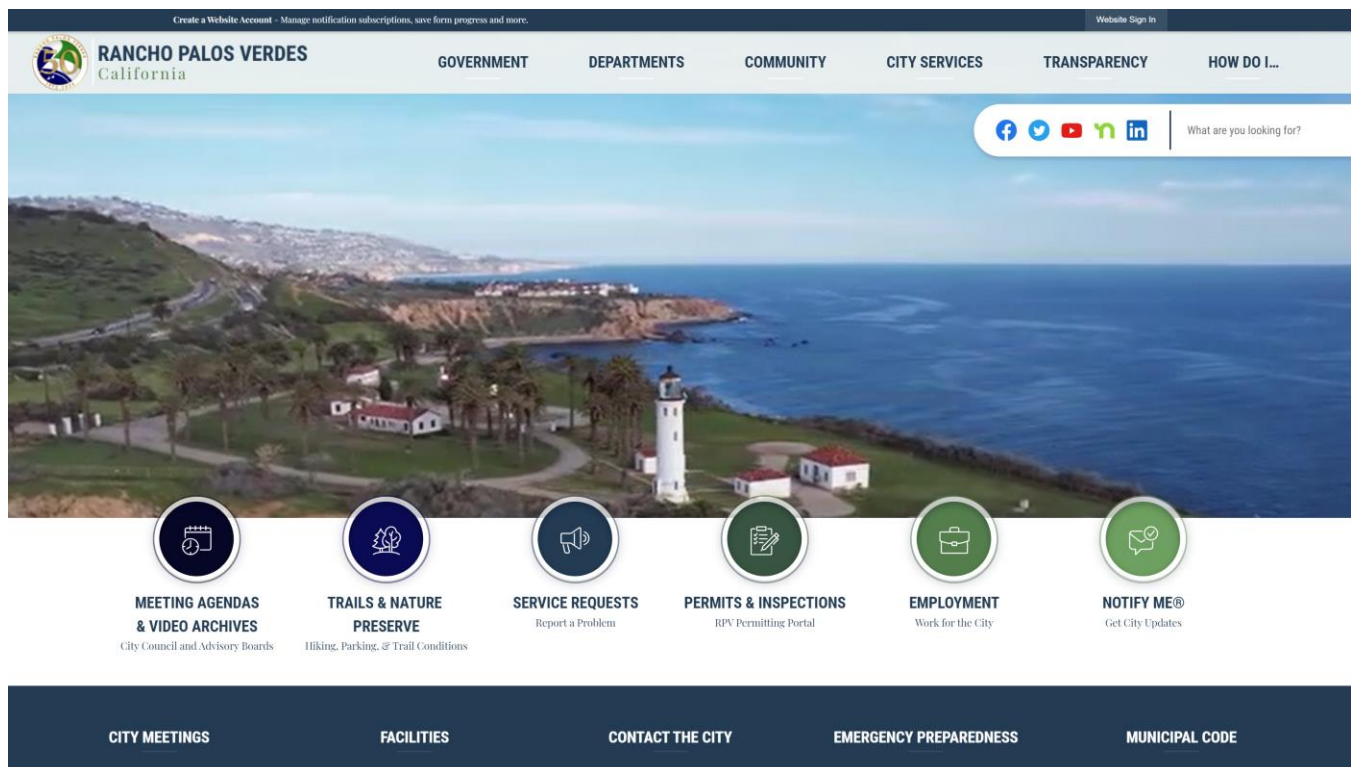 Create a Website Account - Manage notification subscriptions, save form progress and more.
Website Sign In
50
RANCHO PALOS VERDES
California
GOVERNMENT
DEPARTMENTS
COMMUNITY
CITY SERVICES
TRANSPARENCY
HOW DO I...
What are you looking for?
MEETING AGENDAS
& VIDEO ARCHIVES
City Council and Advisory Boards
TRAILS & NATURE
PRESERVE
Hiking, Parking, & Trail Conditions
SERVICE REQUESTS
Report a Problem
PERMITS & INSPECTIONS
RPV Permitting Portal
EMPLOYMENT
Work for the City
NOTIFY ME®
Get City Updates
CITY MEETINGS
FACILITIES
CONTACT THE CITY
EMERGENCY PREPAREDNESS
MUNICIPAL CODE